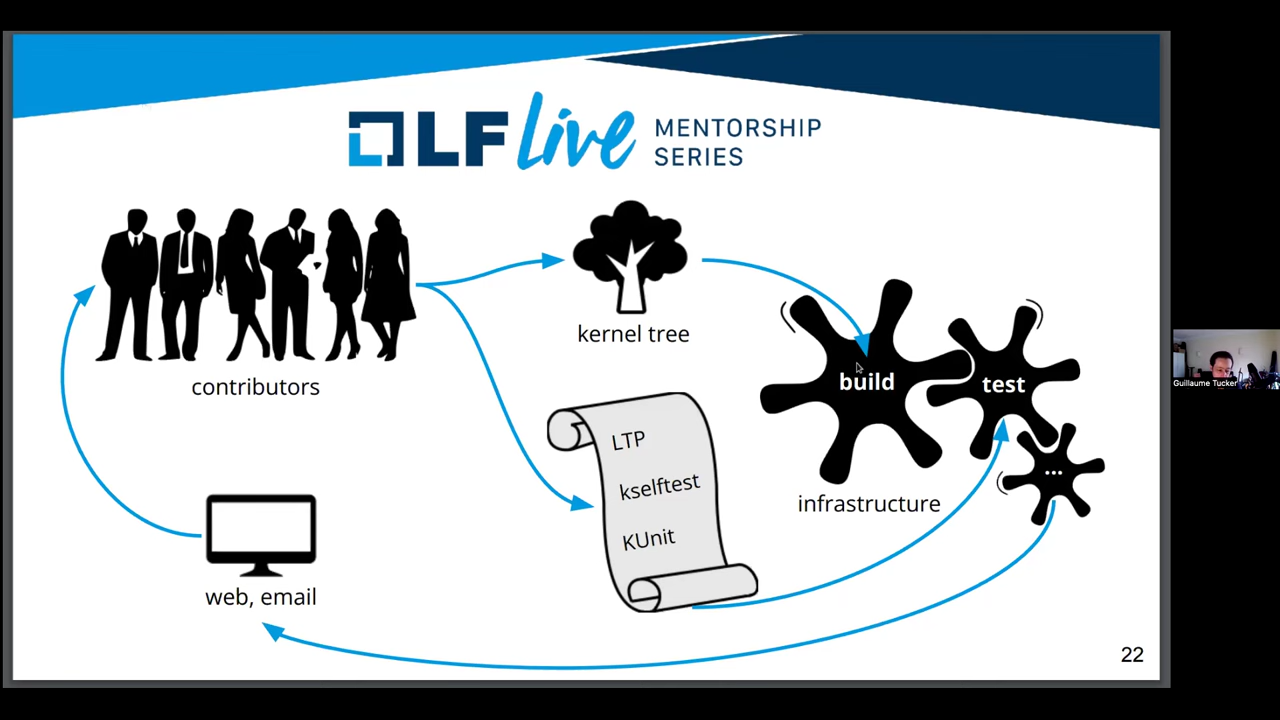 LF Live MENTORSHIP
SERIES
contributors
kernel tree
build
test
...
infrastructure
LTP
kselftest
KUnit
web, email
22
Guillaume Tucker